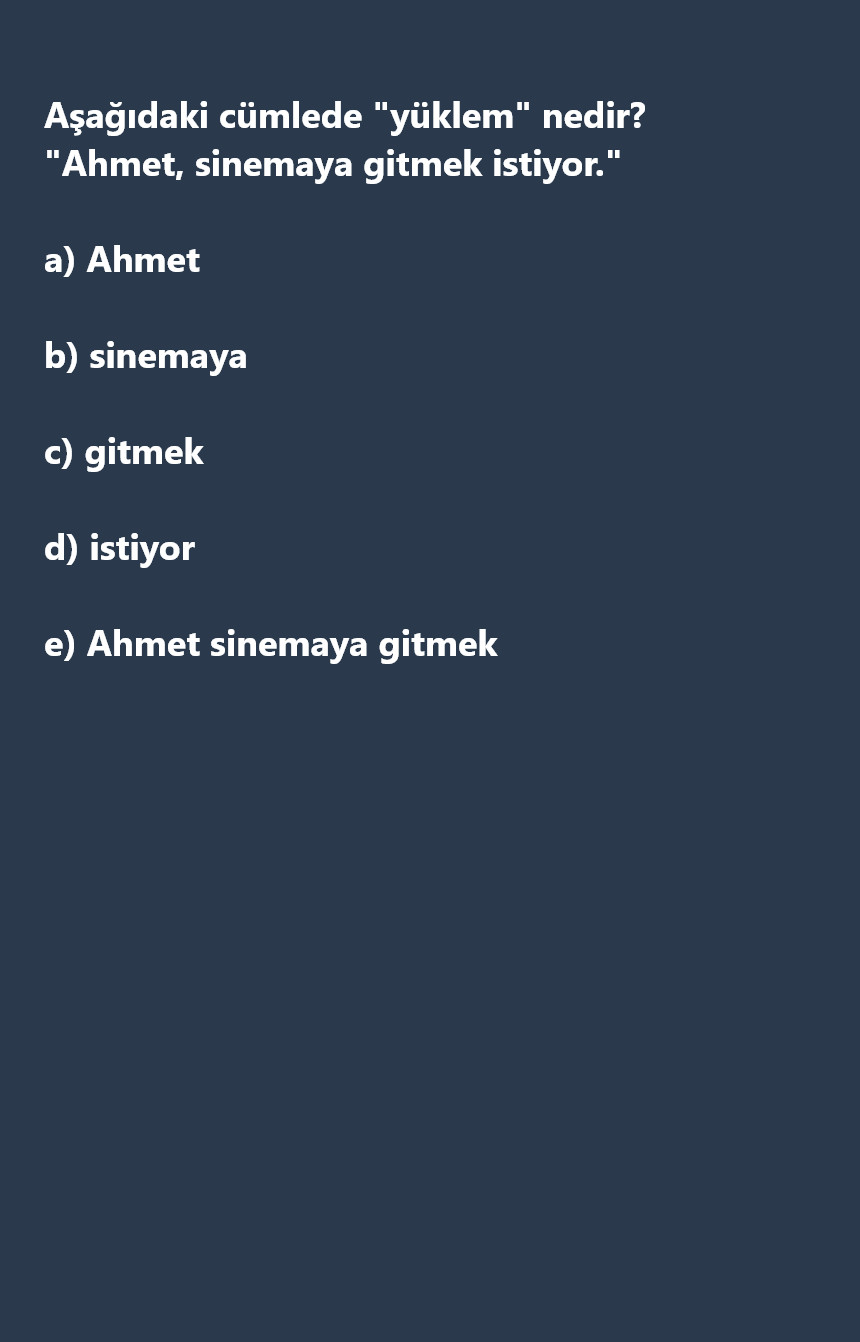 Aşağıdaki cümlede "yüklem" nedir?
"Ahmet, sinemaya gitmek istiyor."
a) Ahmet
b) sinemaya
c) gitmek
d) istiyor
e) Ahmet sinemaya gitmek